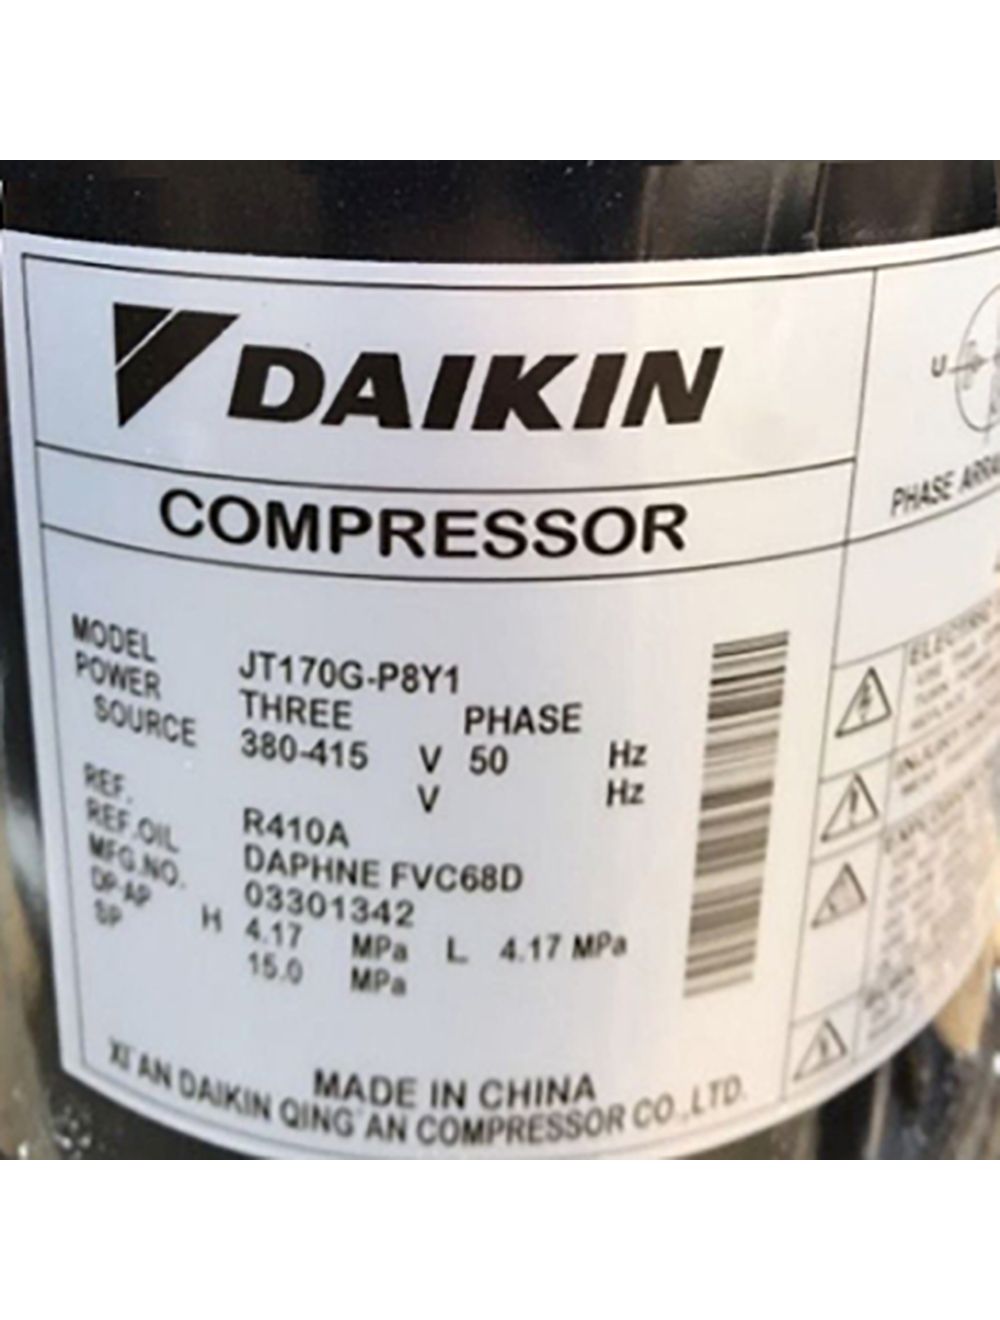 DAIKIN
COMPRESSOR
MODEL JT170G-P8Y1
POWER THREE PHASE
SOURCE 380-415 V 50 Hz
V Hz
REF. R410A
REF.OIL DAPHNE FVC68D
MFG.NO. 03301342
DP·AP H 4.17 MPa L 4.17 MPa
SP 15.0 MPa
MADE IN CHINA
XI'AN DAIKIN QING'AN COMPRESSOR CO.,LTD.
U
PHASE